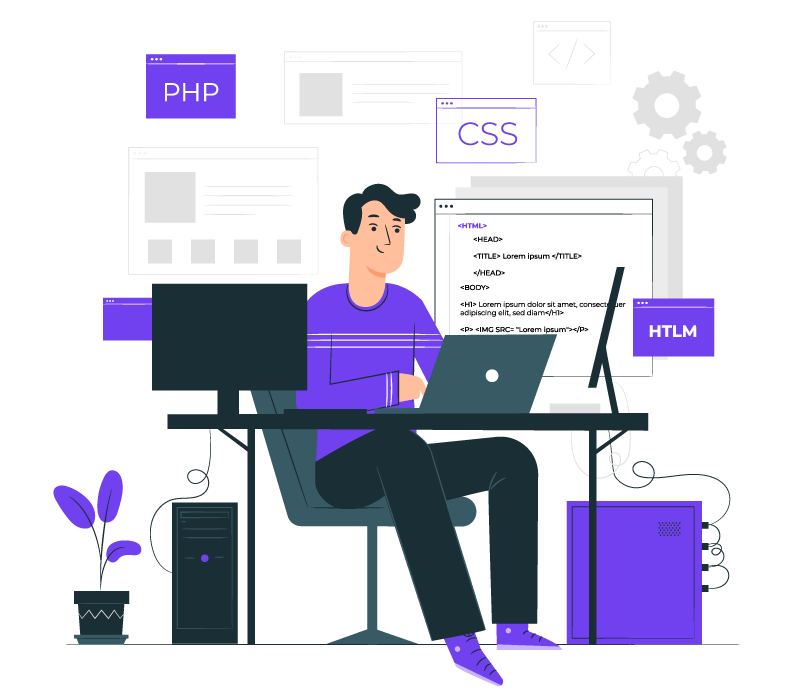 </>
PHP
CSS
<HTML>
<HEAD>
<TITLE> Lorem ipsum </TITLE>
</HEAD>
<BODY>
<H1> Lorem ipsum dolor sit amet, consectetuer
adipiscing elit, sed diam</H1>
<P> <IMG SRC= "Lorem ipsum"></P>
HTLM